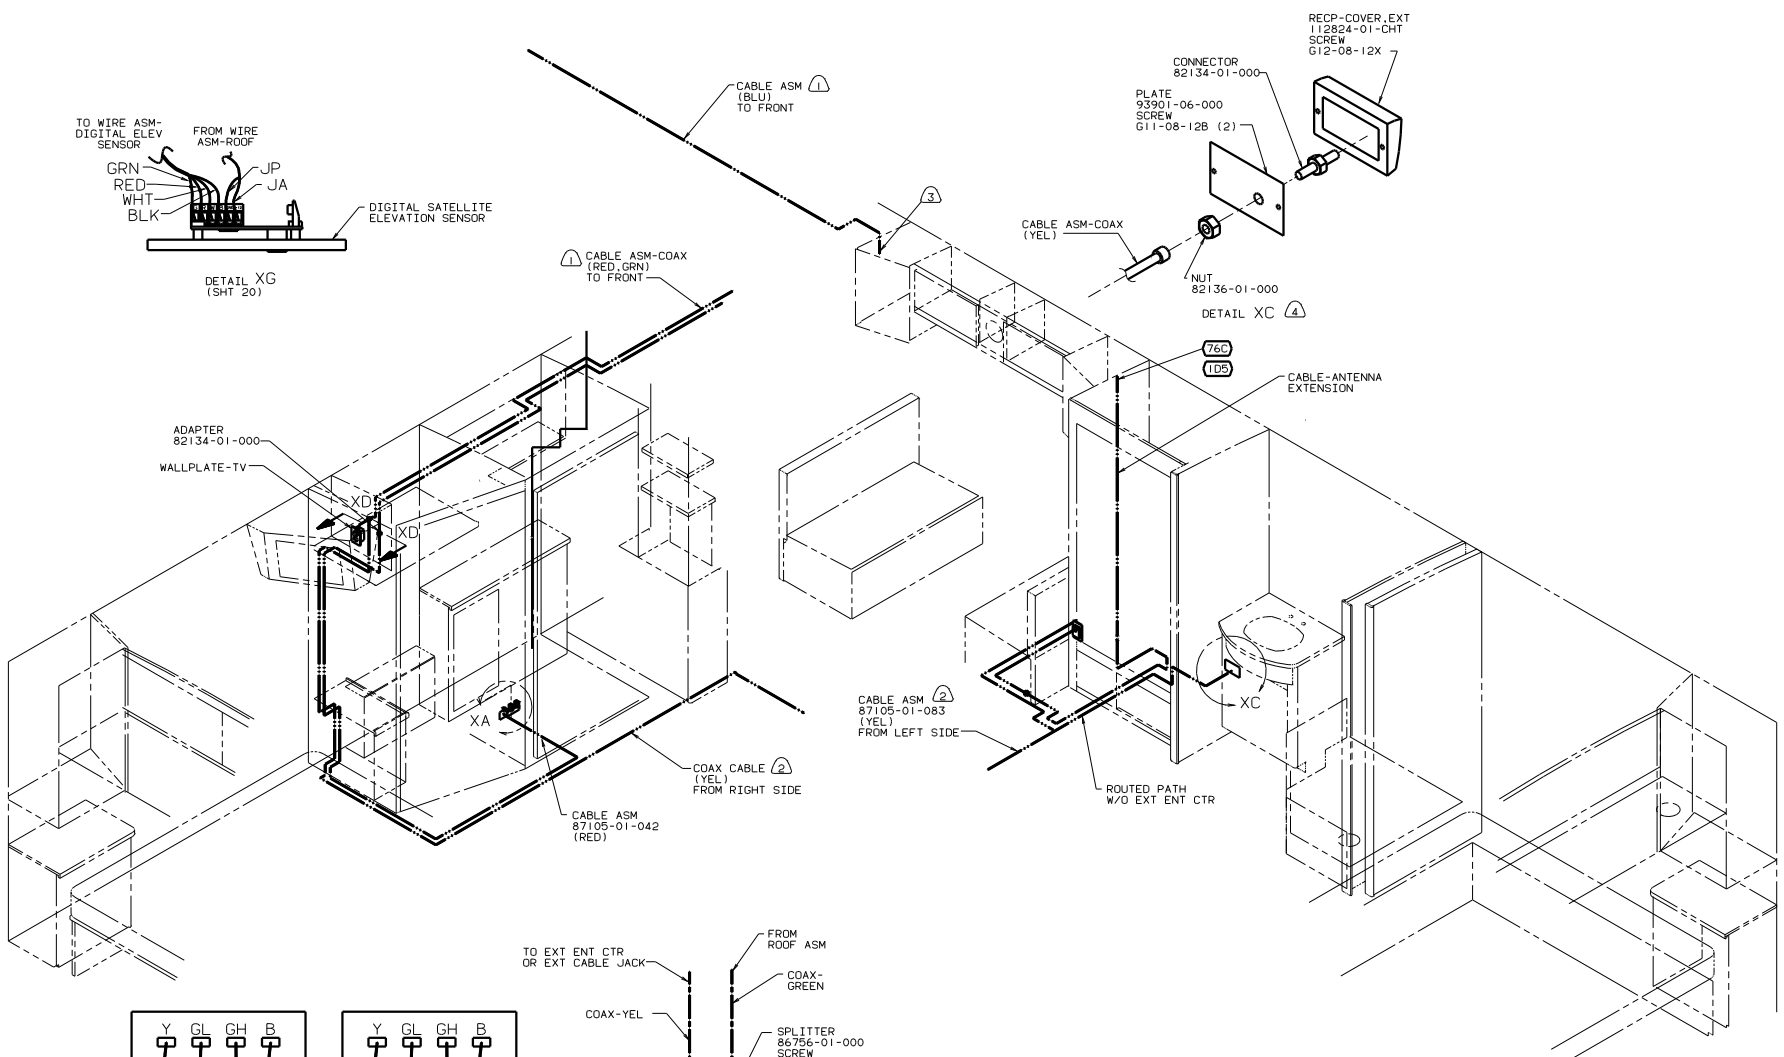 RECP-COVER,EXT
112824-01-CHT
SCREW
G12-08-12X
CONNECTOR
82134-01-000
PLATE
93901-06-000
SCREW
G11-08-12B (2)
CABLE ASM 1
(BLU)
TO FRONT
TO WIRE ASM-
DIGITAL ELEV
SENSOR
FROM WIRE
ASM-ROOF
GRN
RED
WHT
BLK
JP
JA
DIGITAL SATELLITE
ELEVATION SENSOR
DETAIL XG
(SHT 20)
3
CABLE ASM-COAX
(YEL)
NUT
82136-01-000
DETAIL XC 4
1 CABLE ASM-COAX
(RED,GRN)
TO FRONT
76C
1D5
CABLE-ANTENNA
EXTENSION
ADAPTER
82134-01-000
WALLPLATE-TV
XD
XD
XA
XC
CABLE ASM 2
87105-01-083
(YEL)
FROM LEFT SIDE
COAX CABLE 2
(YEL)
FROM RIGHT SIDE
ROUTED PATH
W/O EXT ENT CTR
CABLE ASM
87105-01-042
(RED)
TO EXT ENT CTR
OR EXT CABLE JACK
FROM
ROOF ASM
COAX-
GREEN
COAX-YEL
SPLITTER
86756-01-000
SCREW
Y GL GH B
Y GL GH B